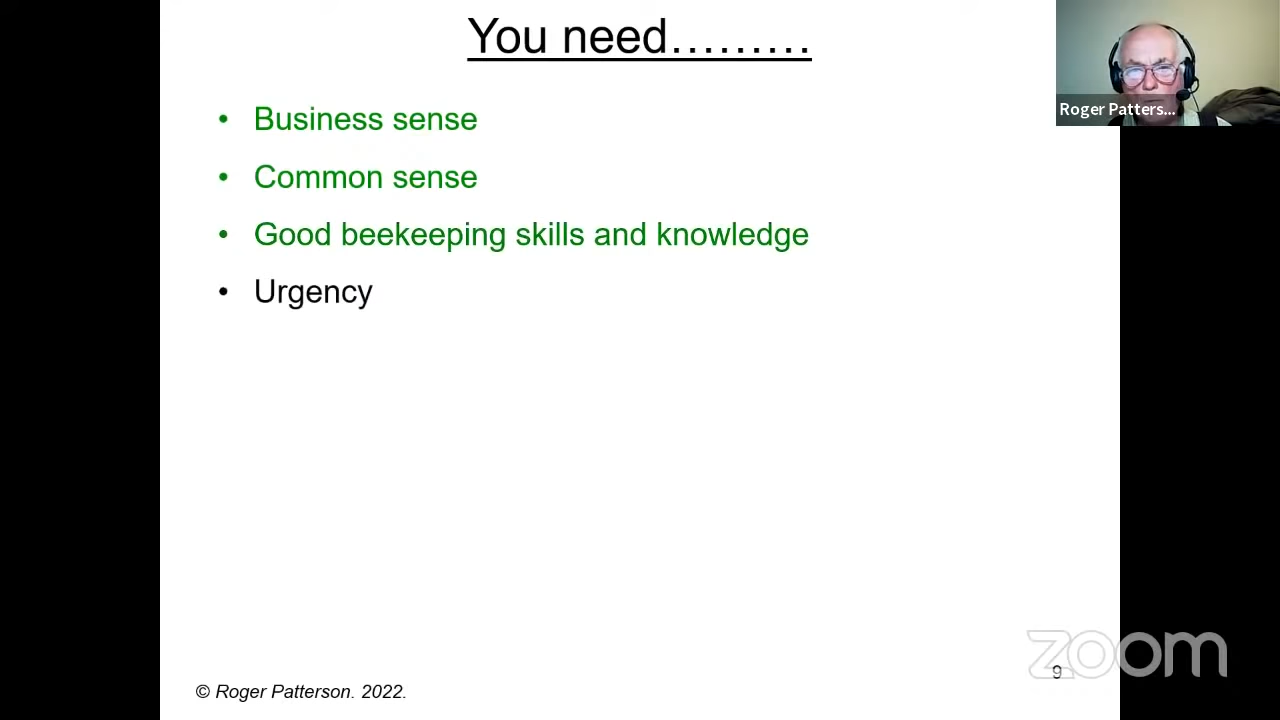 You need.........
Roger Patters...
• Business sense
• Common sense
• Good beekeeping skills and knowledge
• Urgency
zoom
9
© Roger Patterson. 2022.